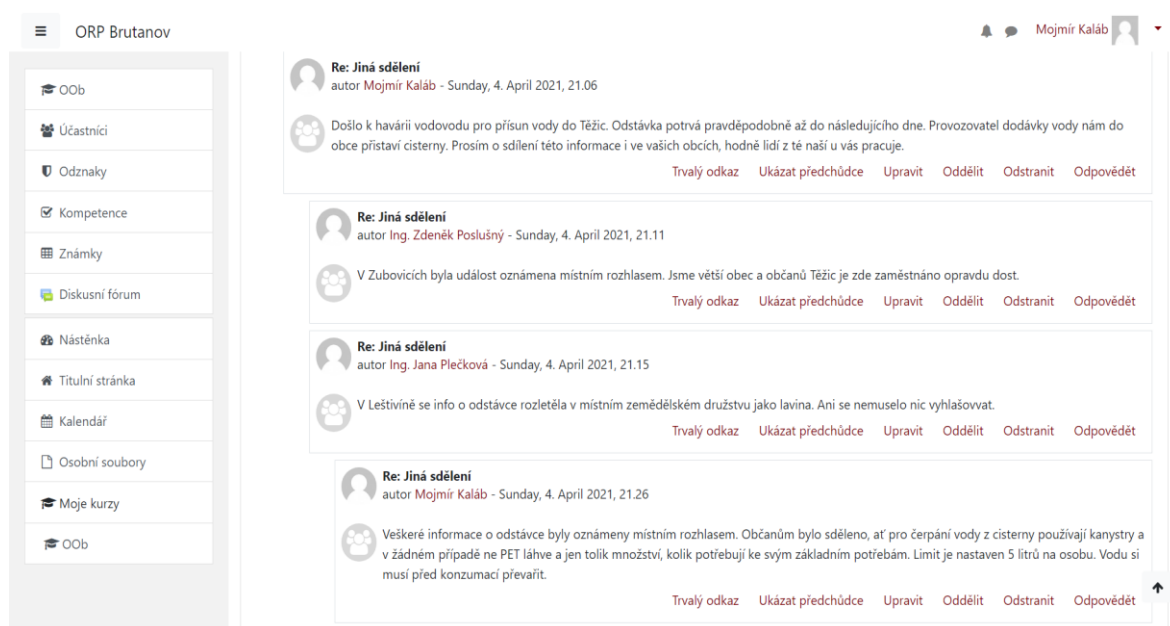 ORP Brutanov
Mojmír Kaláb
OOb
Účastníci
Odznaky
Kompetence
Známky
Diskusní fórum
Nástěnka
Titulní stránka
Kalendář
Osobní soubory
Moje kurzy
OOb
Re: Jiná sdělení
autor Mojmír Kaláb - Sunday, 4. April 2021, 21.06
Došlo k havárii vodovodu pro přísun vody do Těžic. Odstávka potrvá pravděpodobně až do následujícího dne. Provozovatel dodávky vody nám do
obce přistaví cisterny. Prosím o sdílení této informace i ve vašich obcích, hodně lidí z té naší u vás pracuje.
Trvalý odkaz Ukázat předchůdce Upravit Oddělit Odstranit Odpovědět
Re: Jiná sdělení
autor Ing. Zdeněk Poslušný - Sunday, 4. April 2021, 21.11
V Zubovicích byla událost oznámena místním rozhlasem. Jsme větší obec a občanů Těžic je zde zaměstnáno opravdu dost.
Trvalý odkaz Ukázat předchůdce Upravit Oddělit Odstranit Odpovědět
Re: Jiná sdělení
autor Ing. Jana Plečková - Sunday, 4. April 2021, 21.15
V Leštivíně se info o odstávce rozletěla v místním zemědělském družstvu jako lavina. Ani se nemuselo nic vyhlašovvat.
Trvalý odkaz Ukázat předchůdce Upravit Oddělit Odstranit Odpovědět
Re: Jiná sdělení
autor Mojmír Kaláb - Sunday, 4. April 2021, 21.26
Veškeré informace o odstávce byly oznámeny místním rozhlasem. Občanům bylo sděleno, ať pro čerpání vody z cisterny používají kanystry a
v žádném případě ne PET láhve a jen tolik množství, kolik potřebují ke svým základním potřebám. Limit je nastaven 5 litrů na osobu. Vodu si
musí před konzumací převařit.
Trvalý odkaz Ukázat předchůdce Upravit Oddělit Odstranit Odpovědět